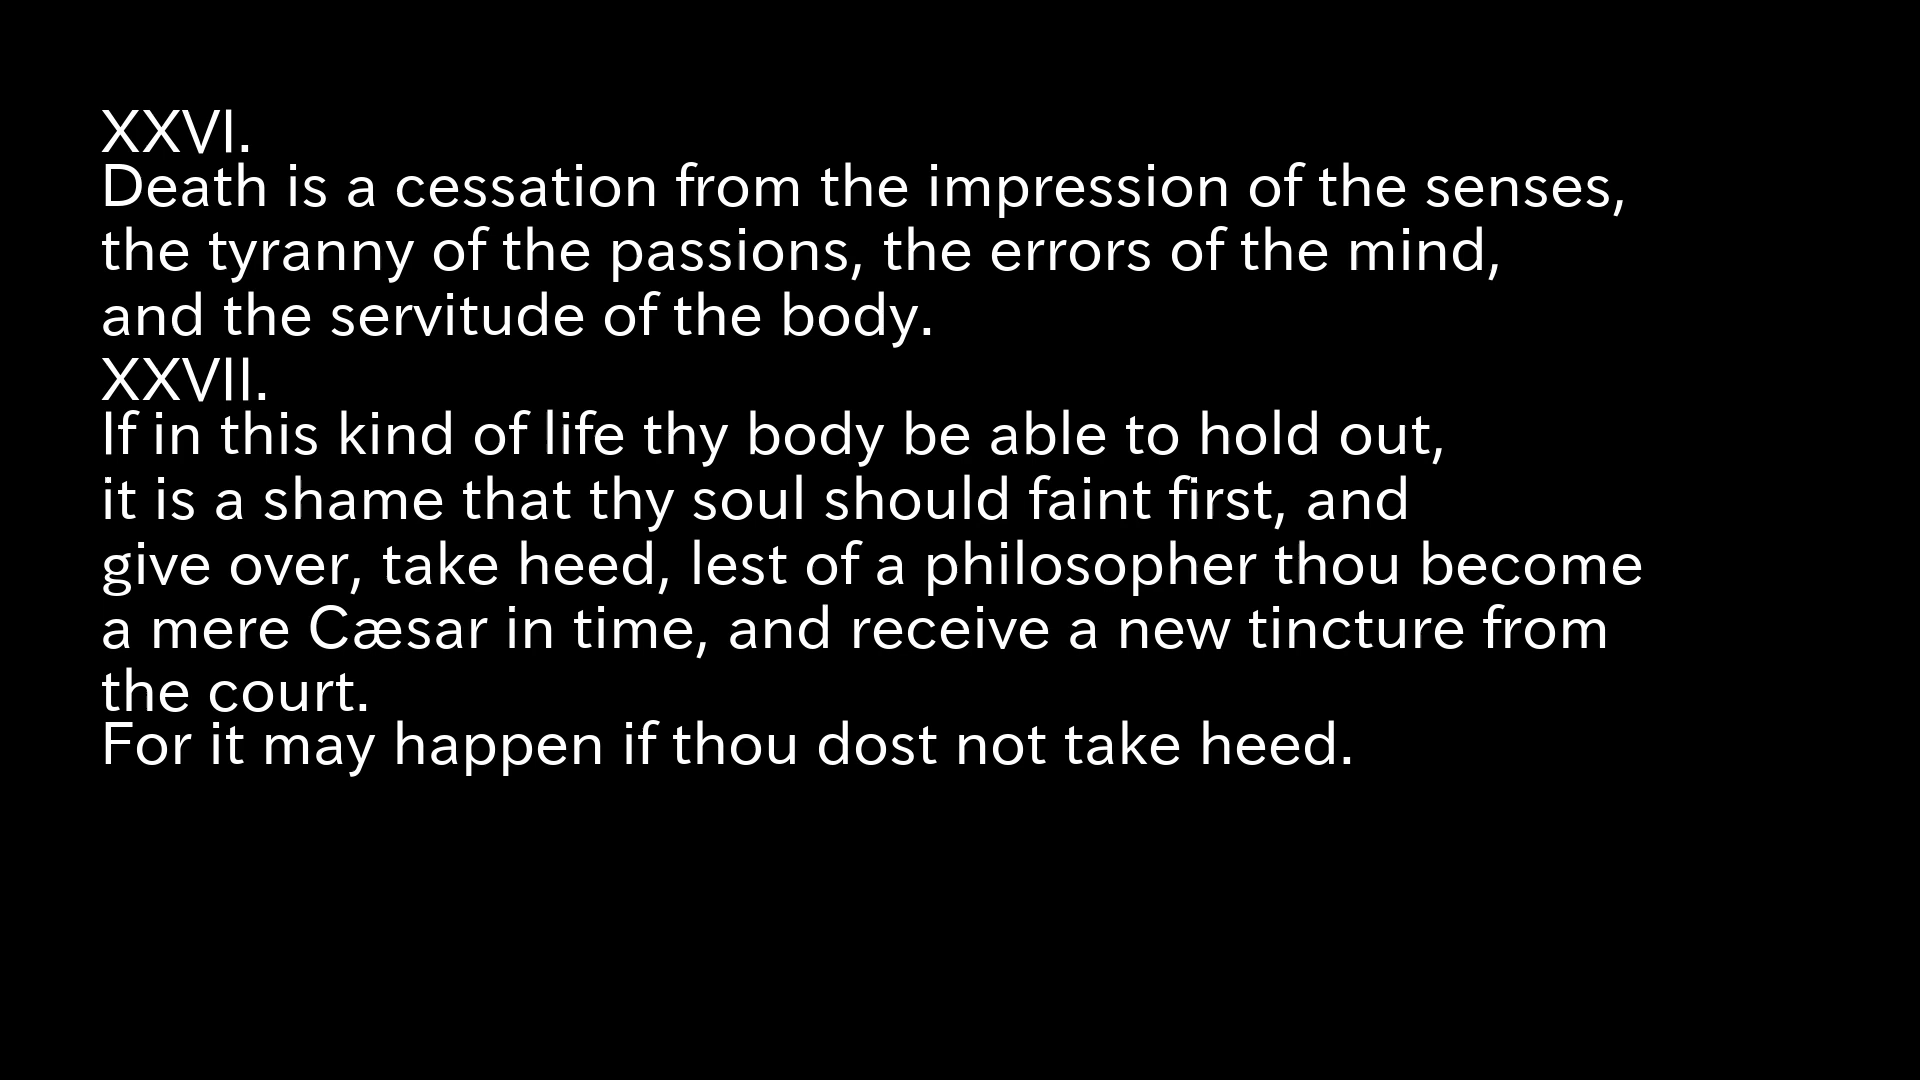 XXVI.
Death is a cessation from the impression of the senses,
the tyranny of the passions, the errors of the mind,
and the servitude of the body.
XXVII.
If in this kind of life thy body be able to hold out,
it is a shame that thy soul should faint first, and
give over, take heed, lest of a philosopher thou become
a mere Cæsar in time, and receive a new tincture from
the court.
For it may happen if thou dost not take heed.